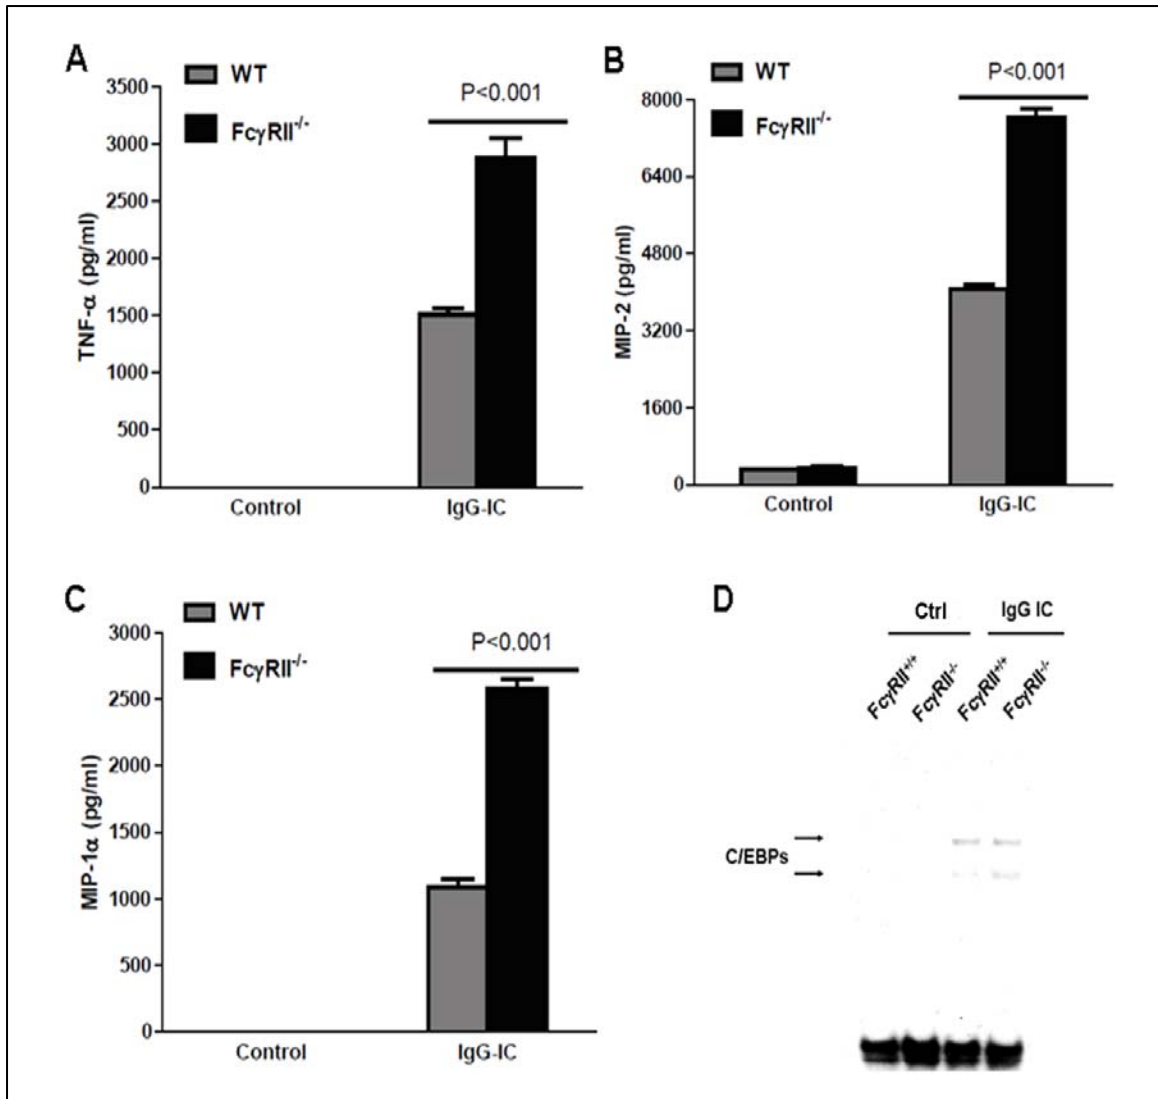 A
WT
FcγRII-/-
P<0.001
3500
3000
2500
2000
1500
1000
500
0
TNF-α (pg/ml)
Control
IgG-IC
B
WT
FcγRII-/-
P<0.001
8000
6400
4800
3200
1600
0
MIP-2 (pg/ml)
Control
IgG-IC
C
WT
FcγRII-/-
P<0.001
3000
2500
2000
1500
1000
500
0
MIP-1α (pg/ml)
Control
IgG-IC
D
Ctrl
IgG IC
FcγRII+/+
FcγRII-/-
FcγRII+/+
FcγRII-/-
C/EBPs